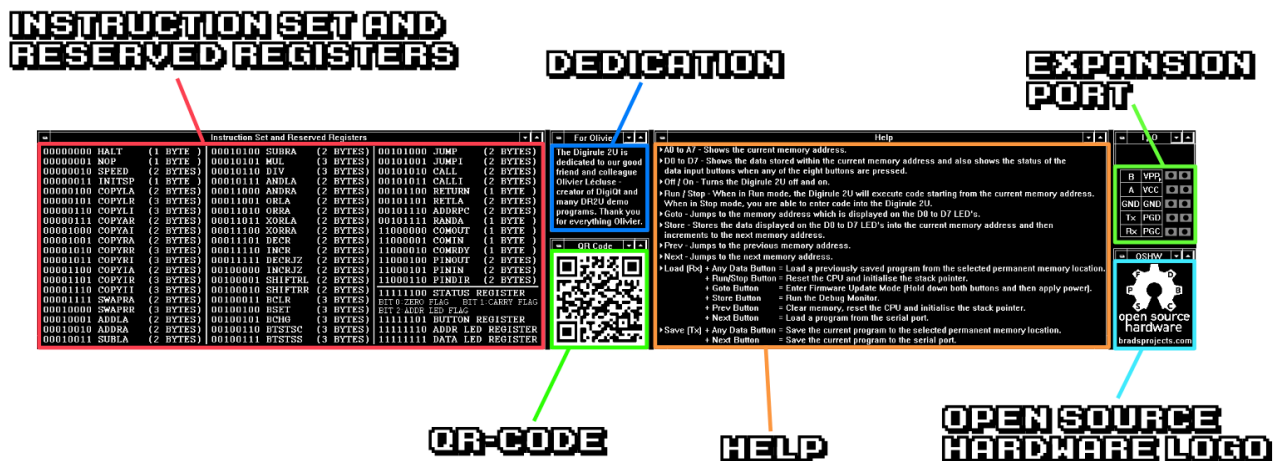 INSTRUCTION SET AND
RESERVED REGISTERS
DEDICATION
EXPANSION
PORT
Instruction Set and Reserved Registers
00000000 HALT (1 BYTE )
00000001 NOP (1 BYTE )
00000010 SPEED (2 BYTES)
00000011 INITSP (1 BYTE )
00000100 COPYLA (2 BYTES)
00000101 COPYLR (3 BYTES)
00000110 COPYLI (3 BYTES)
00000111 COPYAR (2 BYTES)
00001000 COPYAI (2 BYTES)
00001001 COPYRA (2 BYTES)
00001010 COPYRR (3 BYTES)
00001011 COPYRI (3 BYTES)
00001100 COPYIA (2 BYTES)
00001101 COPYIR (3 BYTES)
00001110 COPYII (3 BYTES)
00001111 SWAPRA (2 BYTES)
00010000 SWAPRR (3 BYTES)
00010001 ADDLA (2 BYTES)
00010010 ADDRA (2 BYTES)
00010011 SUBLA (2 BYTES)
00010100 SUBRA (2 BYTES)
00010101 MUL (3 BYTES)
00010110 DIV (3 BYTES)
00010111 ANDLA (2 BYTES)
00011000 ANDRA (2 BYTES)
00011001 ORLA (2 BYTES)
00011010 ORRA (2 BYTES)
00011011 XORLA (2 BYTES)
00011100 XORRA (2 BYTES)
00011101 DECR (2 BYTES)
00011110 INCR (2 BYTES)
00011111 DECRJZ (2 BYTES)
00100000 INCRJZ (2 BYTES)
00100001 SHIFTRL (2 BYTES)
00100010 SHIFTRR (2 BYTES)
00100011 BCLR (3 BYTES)
00100100 BSET (3 BYTES)
00100101 BCHG (3 BYTES)
00100110 BTSTSC (3 BYTES)
00100111 BTSTSS (3 BYTES)
00101000 JUMP (2 BYTES)
00101001 JUMPI (2 BYTES)
00101010 CALL (2 BYTES)
00101011 CALLI (2 BYTES)
00101100 RETURN (1 BYTE )
00101101 RETLA (2 BYTES)
00101110 ADDRPC (2 BYTES)
00101111 RANDA (1 BYTE )
11000000 COMOUT (1 BYTE )
11000001 COMIN (1 BYTE )
11000010 COMRDY (1 BYTE )
11000100 PINOUT (2 BYTES)
11000101 PININ (2 BYTES)
11000110 PINDIR (2 BYTES)
11111100 STATUS REGISTER
BIT 0:ZERO FLAG BIT 1:CARRY FLAG
BIT 2 ADDR LED FLAG
11111101 BUTTON REGISTER
11111110 ADDR LED REGISTER
11111111 DATA LED REGISTER
For Olivier
The Digirule 2U is
dedicated to our good
friend and colleague
Olivier Lécluse -
creator of DigiQt and
many DR2U demo
programs. Thank you
for everything Olivier.
QR Code
Help
A0 to A7 - Shows the current memory address.
D0 to D7 - Shows the data stored within the current memory address and also shows the status of the
data input buttons when any of the eight buttons are pressed.
Off / On - Turns the Digirule 2U off and on.
Run / Stop - When in Run mode, the Digirule 2U will execute code starting from the current memory address.
When in Stop mode, you are able to enter code into the Digirule 2U.
Goto - Jumps to the memory address which is displayed on the D0 to D7 LED's.
Store - Stores the data displayed on the D0 to D7 LED's into the current memory address and then
increments to the next memory address.
Prev - Jumps to the previous memory address.
Next - Jumps to the next memory address.
Load (Rx) + Any Data Button = Load a previously saved program from the selected permanent memory location.
+ Run/Stop Button = Reset the CPU and initialise the stack pointer.
+ Goto Button = Enter Firmware Update Mode (Hold down both buttons and then apply power).
+ Store Button = Run the Debug Monitor.
+ Prev Button = Clear memory, reset the CPU and initialise the stack pointer.
+ Next Button = Load a program from the serial port.
Save (Tx) + Any Data Button = Save the current program to the selected permanent memory location.
+ Next Button = Save the current program to the serial port.
I / O
B VPP
A VCC
GND GND
Tx PGD
Rx PGC
OSHW
open source
hardware
bradsprojects.com
QR-CODE
HELP
OPEN SOURCE
HARDWARE LOGO